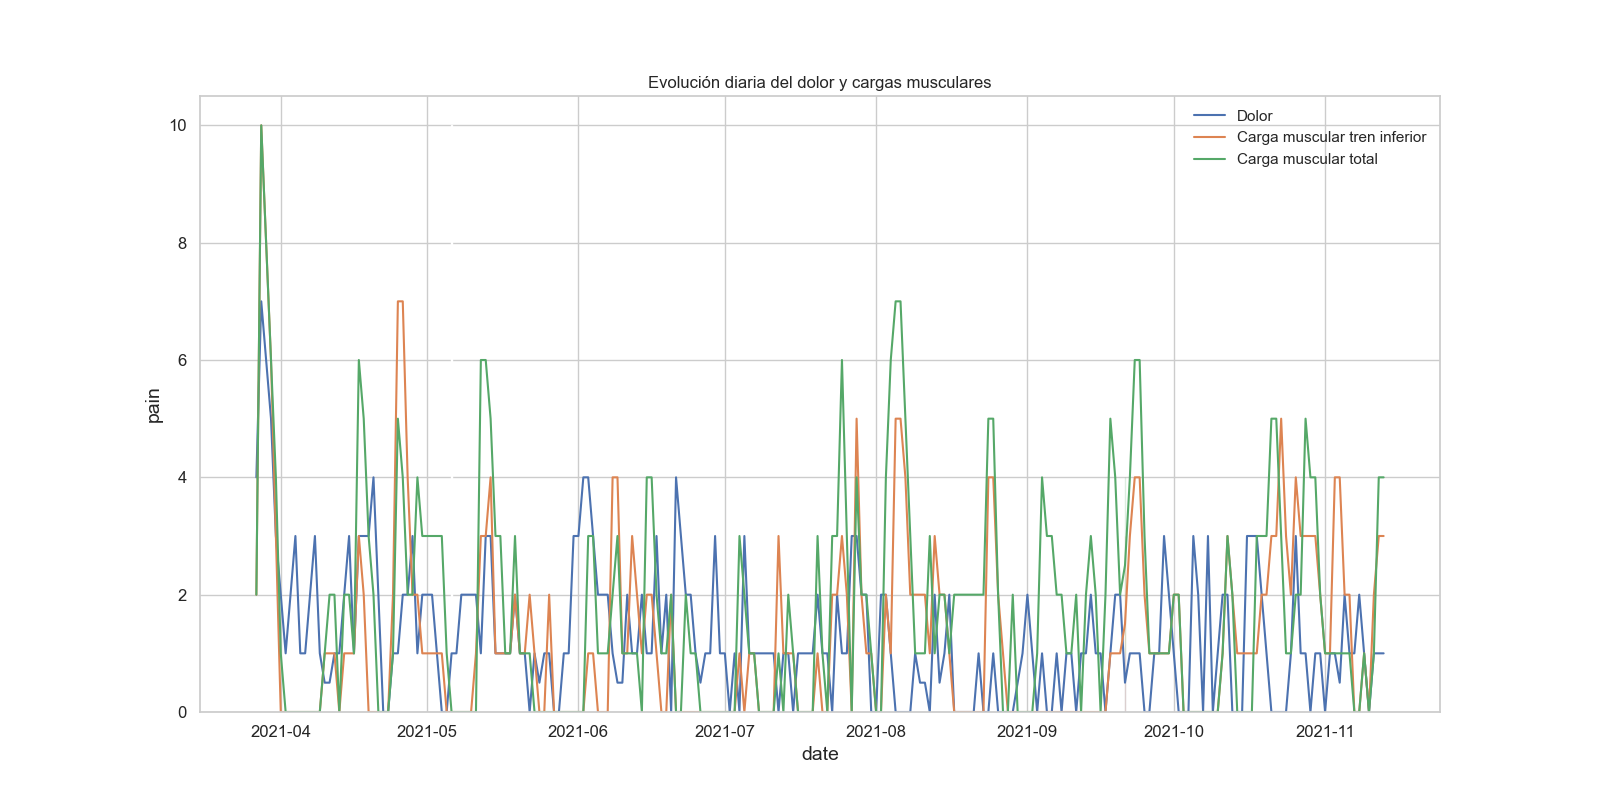 Evolución diaria del dolor y cargas musculares
Dolor
Carga muscular tren inferior
Carga muscular total
10
8
6
4
2
0
pain
2021-04
2021-05
2021-06
2021-07
2021-08
2021-09
2021-10
2021-11
date